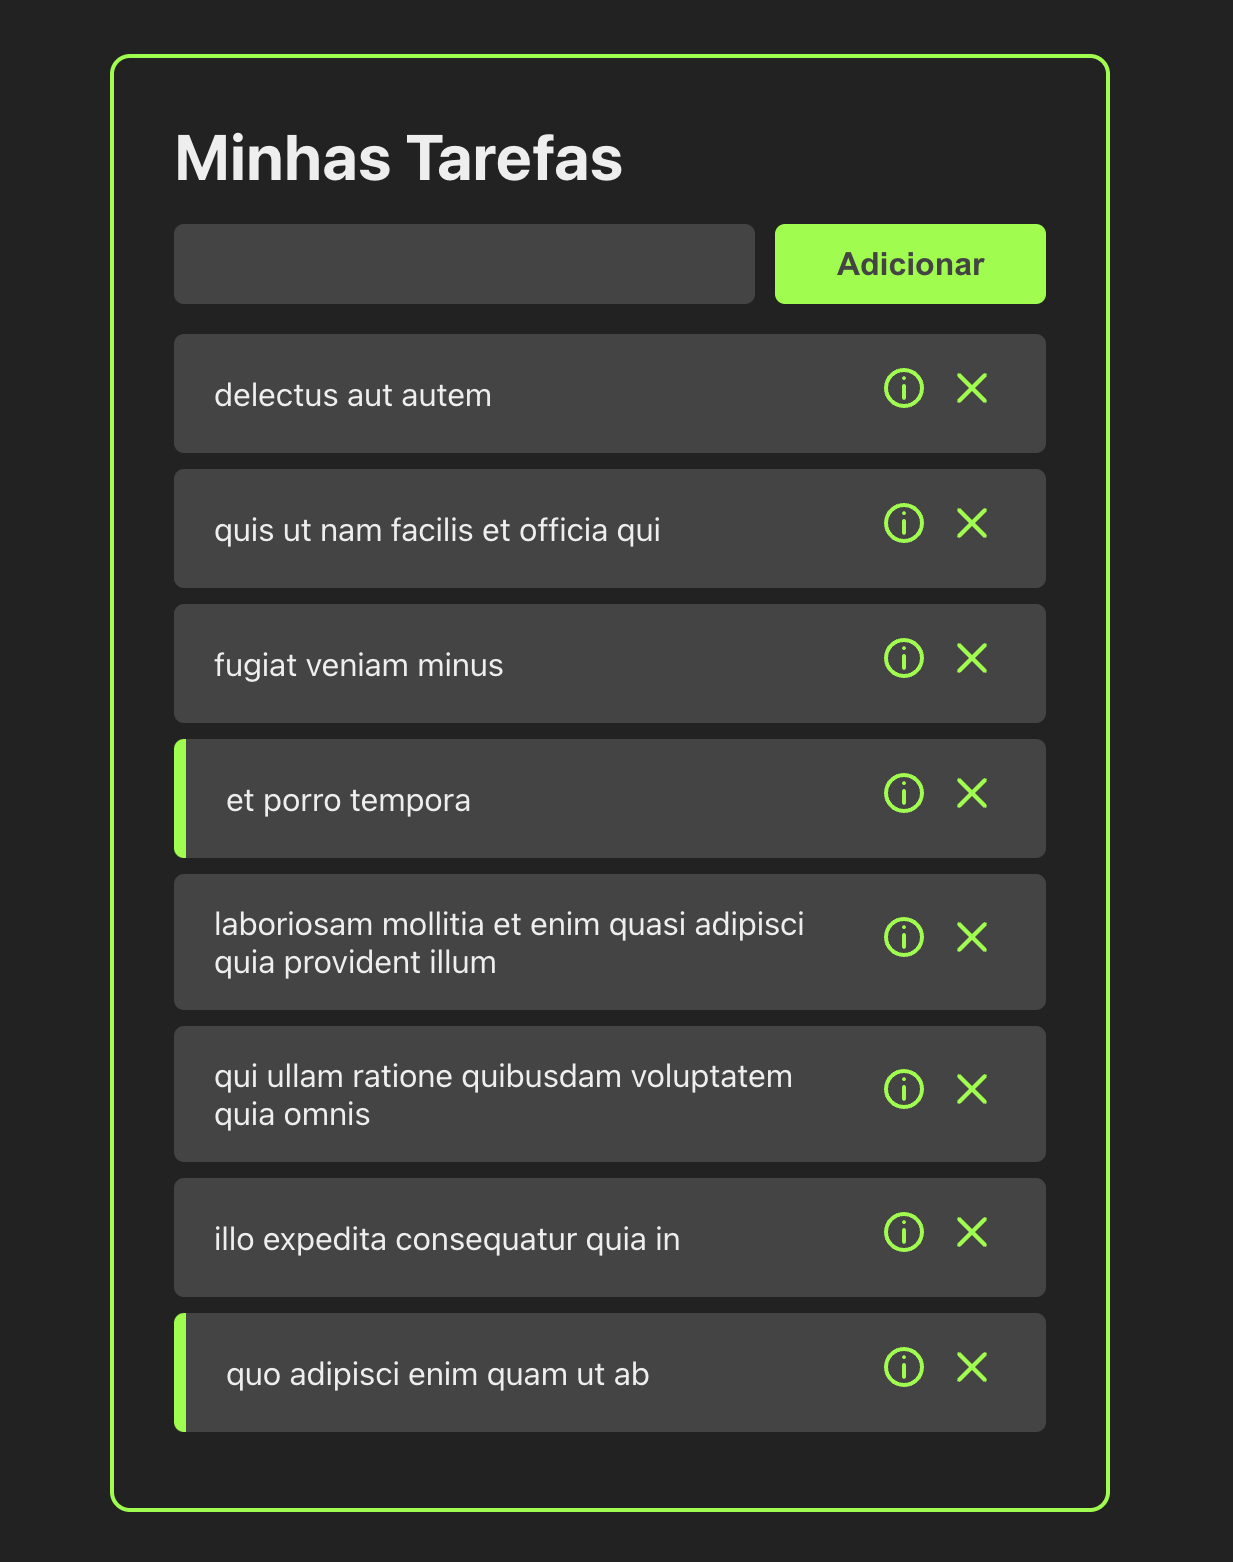 Minhas Tarefas
Adicionar
delectus aut autem
quis ut nam facilis et officia qui
fugiat veniam minus
et porro tempora
laboriosam mollitia et enim quasi adipisci
quia provident illum
qui ullam ratione quibusdam voluptatem
quia omnis
illo expedita consequatur quia in
quo adipisci enim quam ut ab